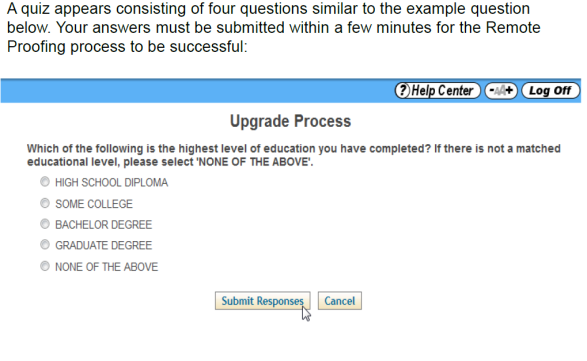 A quiz appears consisting of four questions similar to the example question
below. Your answers must be submitted within a few minutes for the Remote
Proofing process to be successful:
?Help Center -AA+ Log Off
Upgrade Process
Which of the following is the highest level of education you have completed? If there is not a matched
educational level, please select 'NONE OF THE ABOVE'.
HIGH SCHOOL DIPLOMA
SOME COLLEGE
BACHELOR DEGREE
GRADUATE DEGREE
NONE OF THE ABOVE
Submit Responses Cancel